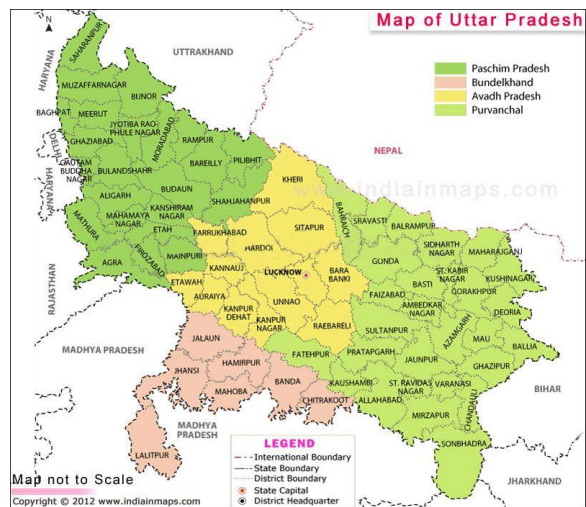 Map of Uttar Pradesh
N
UTTRAKHAND
HARYANA
SAHARANPUR
Paschim Pradesh
Bundelkhand
Avadh Pradesh
Purvanchal
MUZAFFARNAGAR
BIJNOR
BAGHPAT
MEERUT
JYOTIBA RAO-
PHULE NAGAR
MORADABAD
RAMPUR
DELHI
GHAZIABAD
NEPAL
GAUTAM
BUDDHA
NAGAR
BULANDSHAHR
BAREILLY
PILIBHIT
HARYANA
KHERI
www.indiainmaps.com
ALIGARH
BUDAUN
SHAHJAHANPUR
BAHRAICH
SRAVASTI
BALRAMPUR
MATHURA
MAHAMAYA
NAGAR
KANSHIRAM
NAGAR
ETAH
FARRUKHABAD
SITAPUR
HARDOI
SIDHARTH
NAGAR
MAHARAJGANJ
AGRA
FIROZABAD
MAINPURI
GUNDA
ST. KABIR
NAGAR
KUSHINAGAR
RAJASTHAN
KANNAUJ
LUCKNOW
BARA
BANKI
BASTI
GORAKHPUR
ETAWAH
AURAIYA
UNNAO
FAIZABAD
AMBEDKAR
NAGAR
DEORIA
KANPUR
DEHAT
KANPUR
NAGAR
RAEBARELI
SULTANPUR
AZAMGARH
MAU
BALLIA
JALAUN
MADHYA PRADESH
FATEHPUR
PRATAPGARH
JAUNPUR
GHAZIPUR
JHANSI
HAMIRPUR
BANDA
KAUSHAMBI
ST. RAVIDAS
NAGAR
VARANASI
BIHAR
MAHOBA
CHITRAKOOT
ALLAHABAD
CHANDAULI
MADHYA
PRADESH
MIRZAPUR
LALITPUR
SONBHADRA
JHARKHAND
LEGEND
International Boundary
State Boundary
District Boundary
State Capital
District Headquarter
Map not to Scale
Copyright © 2012 www.indiainmaps.com